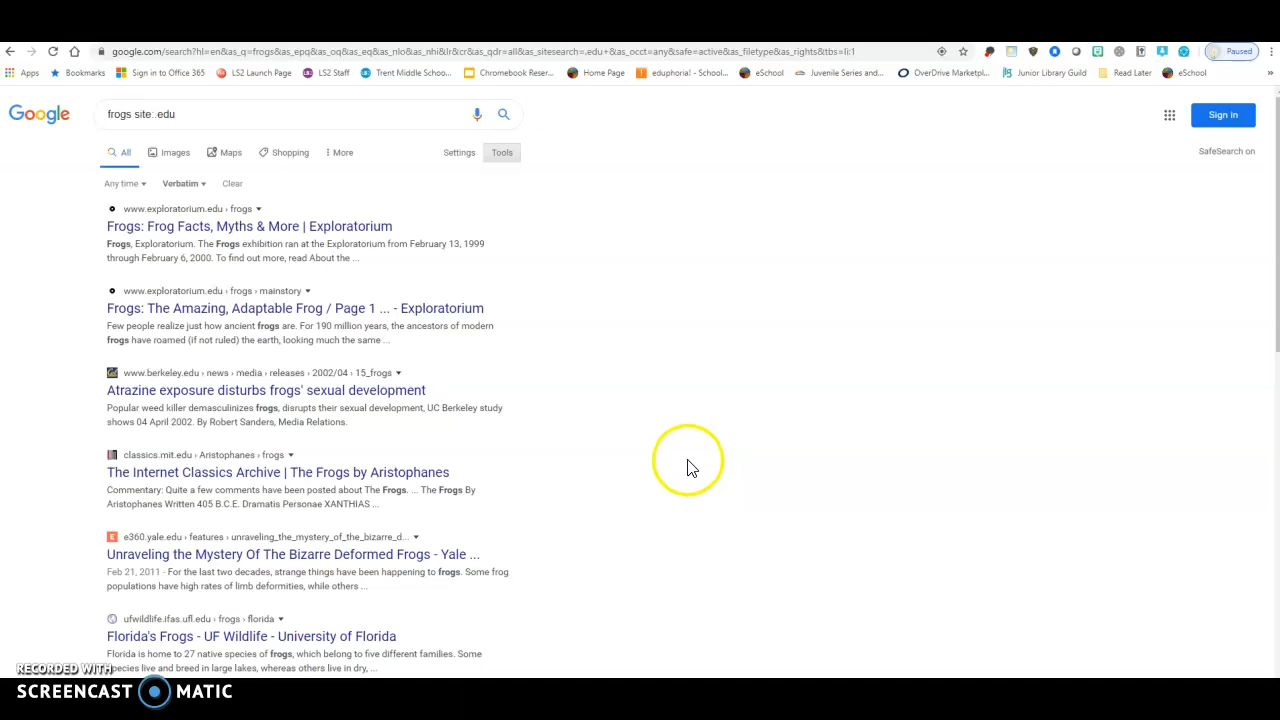 google.com/search?hl=en&as_q=frogs&as_epq=&as_oq=&as_eq=&as_nlo=&as_nhi=&lr=&cr=&as_qdr=all&as_sitesearch=.edu+&as_occt=any&safe=active&as_filetype=&as_rights=&tbs=li:1
Paused
Apps Bookmarks Sign in to Office 365 LS2 Launch Page LS2 Staff Trent Middle Schoo... Chromebook Reser... Home Page eduphoria! - School... eSchool Juvenile Series and... OverDrive Marketpl... Junior Library Guild Read Later eSchool »
Google frogs site:.edu Sign in
All Images Maps Shopping More Settings Tools SafeSearch on
Any time Verbatim Clear
www.exploratorium.edu › frogs
Frogs: Frog Facts, Myths & More | Exploratorium
Frogs, Exploratorium. The Frogs exhibition ran at the Exploratorium from February 13, 1999
through February 6, 2000. To find out more, read About the ...
www.exploratorium.edu › frogs › mainstory
Frogs: The Amazing, Adaptable Frog / Page 1 ... - Exploratorium
Few people realize just how ancient frogs are. For 190 million years, the ancestors of modern
frogs have roamed (if not ruled) the earth, looking much the same ...
www.berkeley.edu › news › media › releases › 2002/04 › 15_frogs
Atrazine exposure disturbs frogs' sexual development
Popular weed killer demasculinizes frogs, disrupts their sexual development, UC Berkeley study
shows 04 April 2002. By Robert Sanders, Media Relations.
classics.mit.edu › Aristophanes › frogs
The Internet Classics Archive | The Frogs by Aristophanes
Commentary: Quite a few comments have been posted about The Frogs. ... The Frogs By
Aristophanes Written 405 B.C.E. Dramatis Personae XANTHIAS ...
e360.yale.edu › features › unraveling_the_mystery_of_the_bizarre_d...
Unraveling the Mystery Of The Bizarre Deformed Frogs - Yale ...
Feb 21, 2011 - For the last two decades, strange things have been happening to frogs. Some frog
populations have high rates of limb deformities, while others ...
ufwildlife.ifas.ufl.edu › frogs › florida
Florida's Frogs - UF Wildlife - University of Florida
Florida is home to 27 native species of frogs, which belong to five different families. Some
species live and breed in large lakes, whereas others live in dry, ...
RECORDED WITH
SCREENCAST MATIC